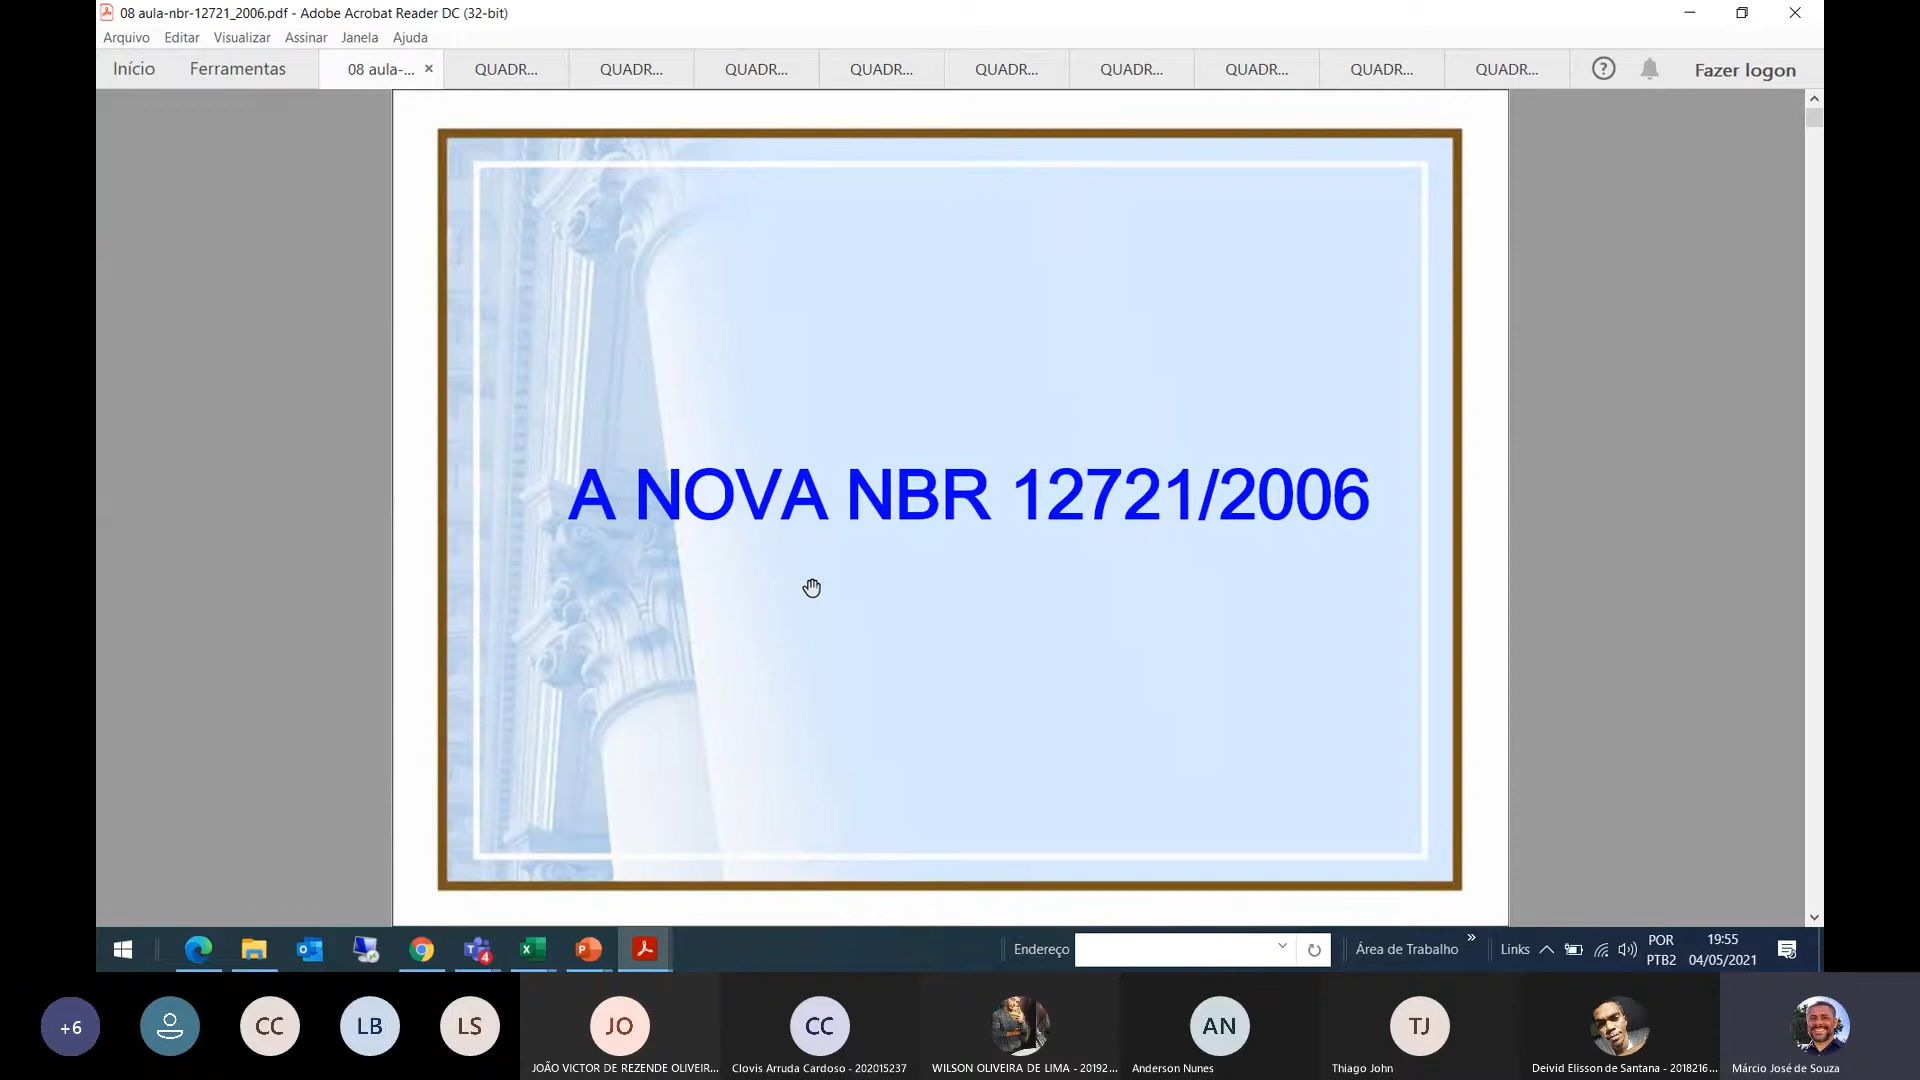 08 aula-nbr-12721_2006.pdf - Adobe Acrobat Reader DC (32-bit)
Arquivo Editar Visualizar Assinar Janela Ajuda
Início Ferramentas 08 aula-... × QUADR... QUADR... QUADR... QUADR... QUADR... QUADR... QUADR... QUADR... QUADR... ? Fazer logon
A NOVA NBR 12721/2006
Endereço Área de Trabalho » Links POR 19:55
PTB2 04/05/2021
4
+6 CC LB LS JO CC AN TJ
JOÃO VICTOR DE REZENDE OLIVEIR... Clovis Arruda Cardoso - 202015237 WILSON OLIVEIRA DE LIMA - 20192... Anderson Nunes Thiago John Deivid Elisson de Santana - 2018216... Márcio José de Souza